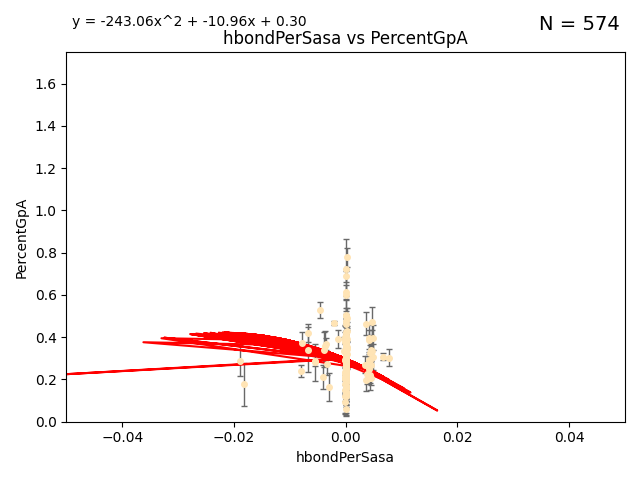 y = -243.06x^2 + -10.96x + 0.30
N = 574
hbondPerSasa vs PercentGpA
PercentGpA
1.6
1.4
1.2
1.0
0.8
0.6
0.4
0.2
0.0
−0.04
−0.02
0.00
0.02
0.04
hbondPerSasa